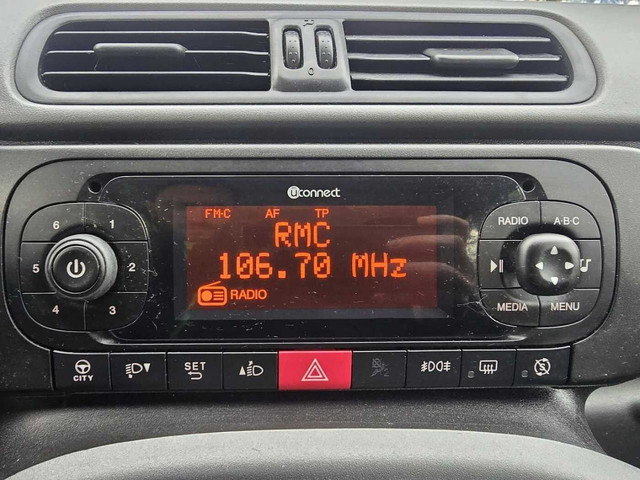 0
uconnect
FM-C AF TP
RMC
106.70 MHz
RADIO
6 1
5 2
4 3
RADIO A·B·C
MEDIA MENU
CITY
SET